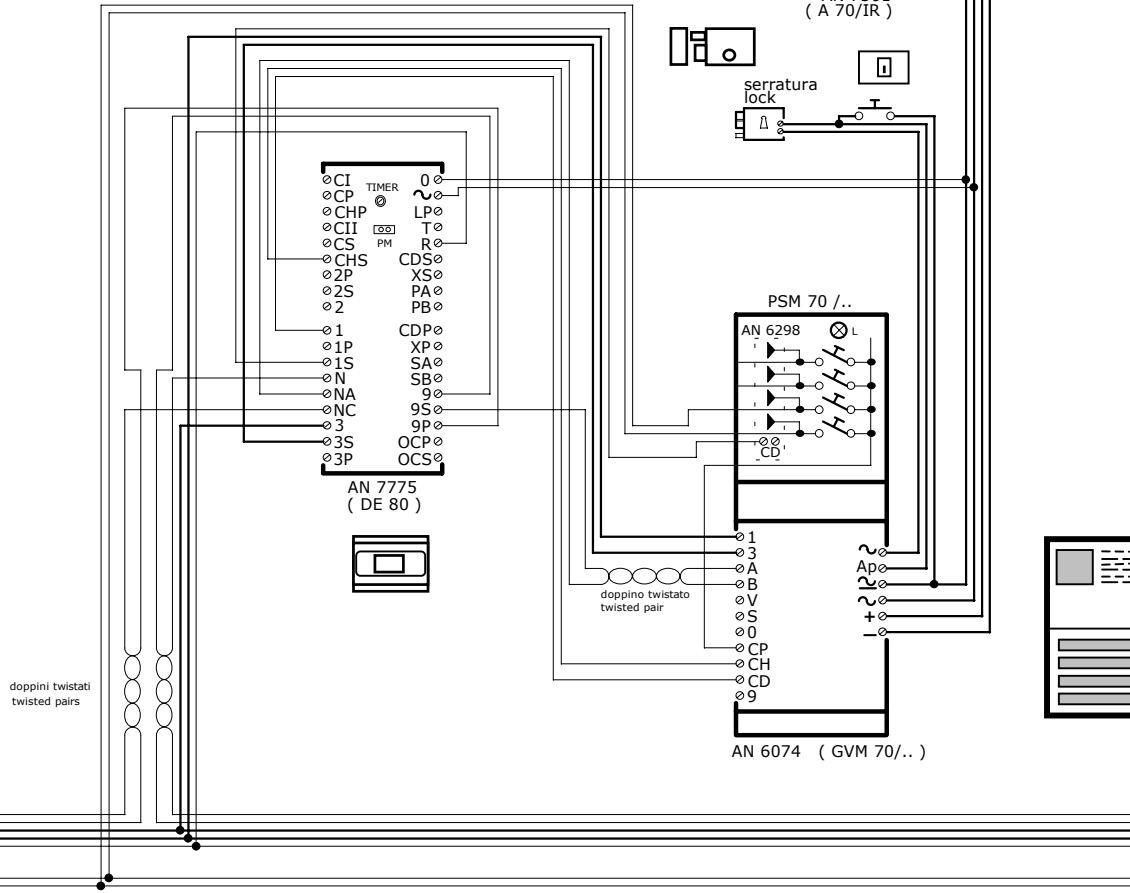 ( A 70/IR )
serratura
lock
CI
CP
CHP
CII
CS
CHS
2P
2S
2
1
1P
1S
N
NA
NC
3
3S
3P
TIMER
PM
0
LP
T
R
CDS
XS
PA
PB
CDP
XP
SA
SB
9
9S
9P
OCP
OCS
AN 7775
( DE 80 )
PSM 70 /..
AN 6298
L
CD
1
3
A
B
V
S
0
CP
CH
CD
9
Ap
+
doppino twistato
twisted pair
AN 6074 ( GVM 70/.. )
doppini twistati
twisted pairs